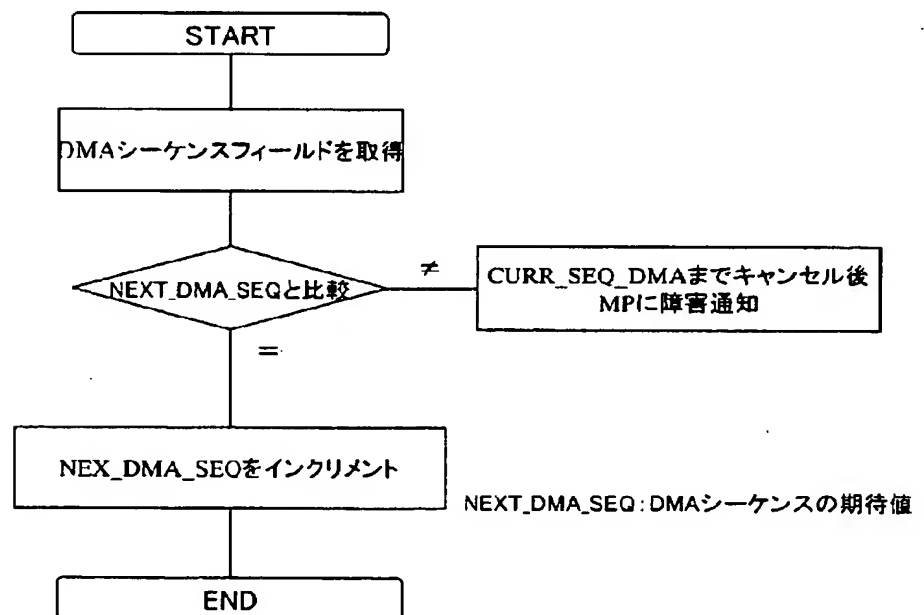 START
DMAシーケンスフィールドを取得
NEXT_DMA_SEQと比較
≠
CURR_SEQ_DMAまでキャンセル後
MPに障害通知
=
NEX_DMA_SEQをインクリメント
NEXT_DMA_SEQ:DMAシーケンスの期待値
END